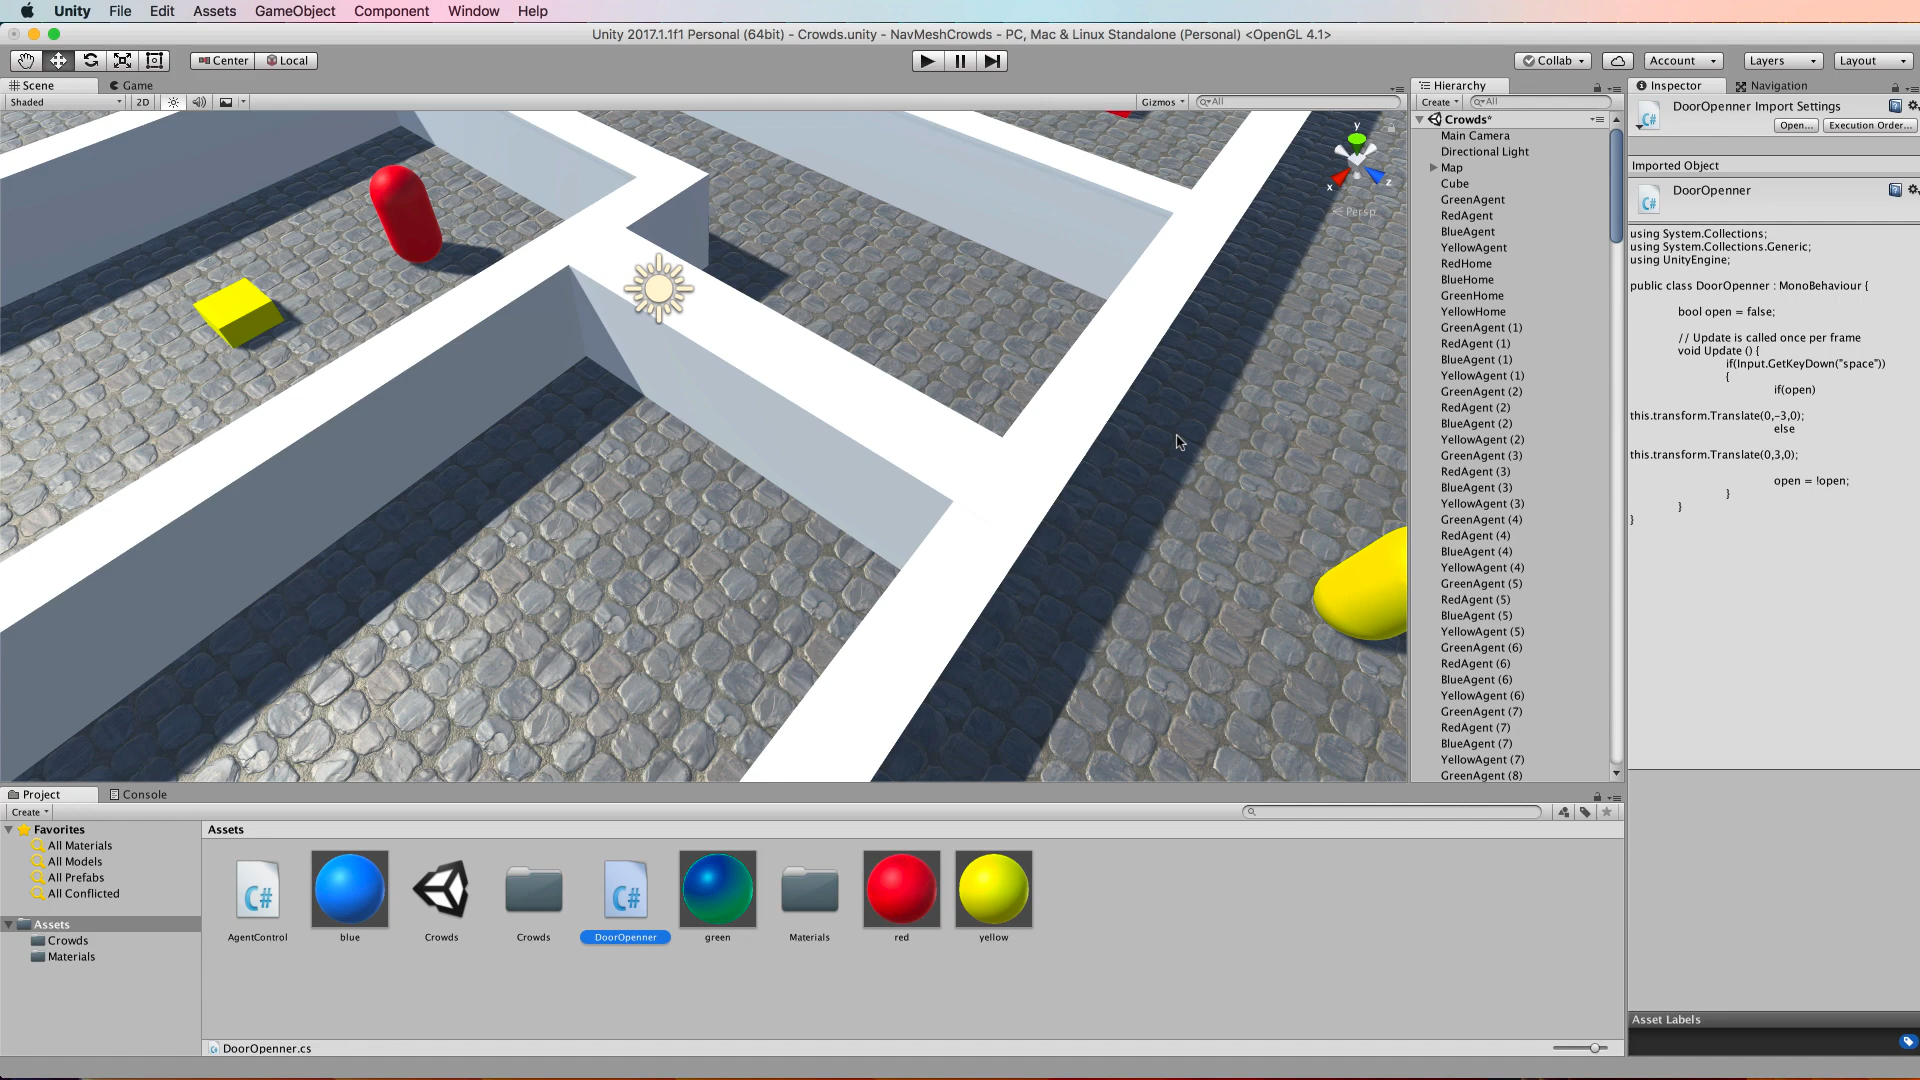 Unity File Edit Assets GameObject Component Window Help
Unity 2017.1.1f1 Personal (64bit) - Crowds.unity - NavMeshCrowds - PC, Mac & Linux Standalone (Personal) <OpenGL 4.1>
Center Local Collab Account Layers Layout
Scene Game
Shaded 2D Gizmos All
y
x z
Persp
Hierarchy
Create All
Crowds*
Main Camera
Directional Light
Map
Cube
GreenAgent
RedAgent
BlueAgent
YellowAgent
RedHome
BlueHome
GreenHome
YellowHome
GreenAgent (1)
RedAgent (1)
BlueAgent (1)
YellowAgent (1)
GreenAgent (2)
RedAgent (2)
BlueAgent (2)
YellowAgent (2)
GreenAgent (3)
RedAgent (3)
BlueAgent (3)
YellowAgent (3)
GreenAgent (4)
RedAgent (4)
BlueAgent (4)
YellowAgent (4)
GreenAgent (5)
RedAgent (5)
BlueAgent (5)
YellowAgent (5)
GreenAgent (6)
RedAgent (6)
BlueAgent (6)
YellowAgent (6)
GreenAgent (7)
RedAgent (7)
BlueAgent (7)
YellowAgent (7)
GreenAgent (8)
Inspector Navigation
DoorOpenner Import Settings
C#
Open... Execution Order...
Imported Object
DoorOpenner
C#
using System.Collections;
using System.Collections.Generic;
using UnityEngine;
public class DoorOpenner : MonoBehaviour {
bool open = false;
// Update is called once per frame
void Update () {
if(Input.GetKeyDown("space"))
{
if(open)
this.transform.Translate(0,-3,0);
else
this.transform.Translate(0,3,0);
open = !open;
}
}
}
Asset Labels
Project Console
Create
Favorites
All Materials
All Models
All Prefabs
All Conflicted
Assets
Crowds
Materials
Assets
C# C#
AgentControl blue Crowds Crowds DoorOpenner green Materials red yellow
DoorOpenner.cs